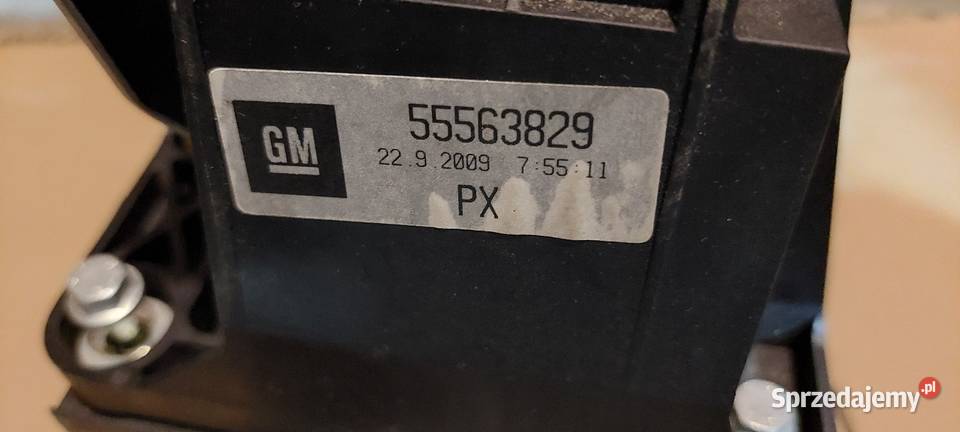 GM
55563829
22.9.2009 7:55:11
PX
Sprzedajemy.pl